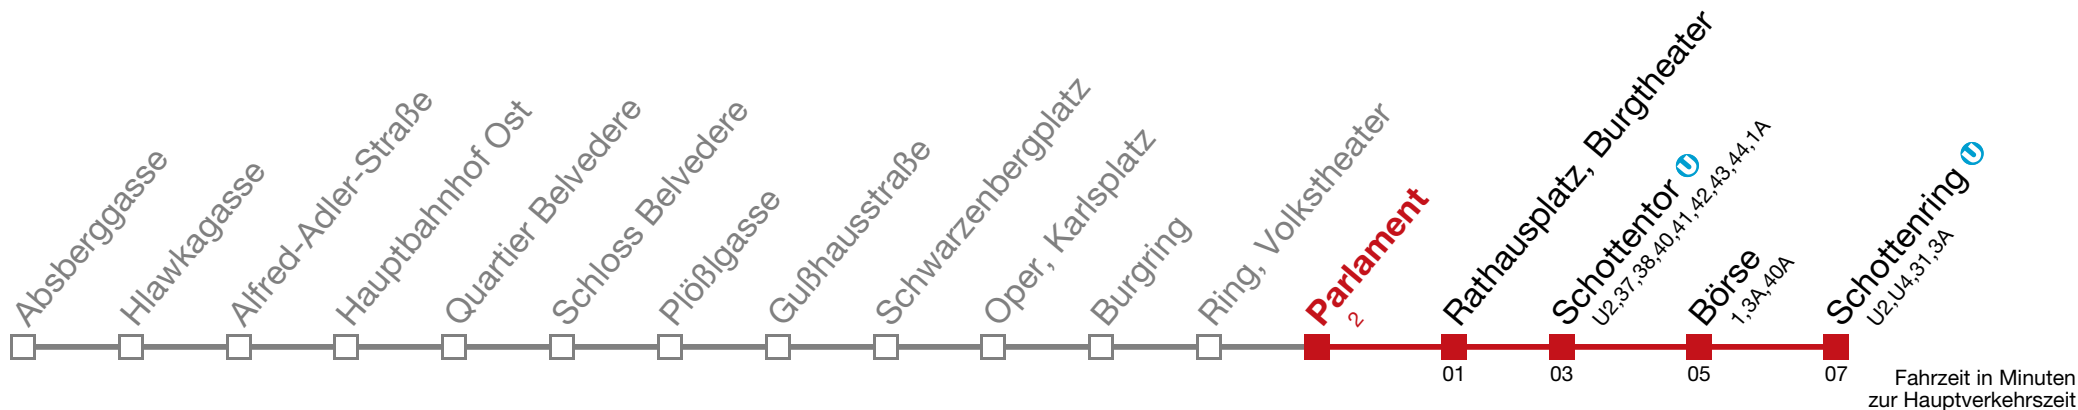 Absberggasse
Hlawkagasse
Alfred-Adler-Straße
Hauptbahnhof Ost
Quartier Belvedere
Schloss Belvedere
Plößlgasse
Gußhausstraße
Schwarzenbergplatz
Oper, Karlsplatz
Burgring
Ring, Volkstheater
Parlament
2
Rathausplatz, Burgtheater
Schottentor U
U2,37,38,40,41,42,43,44,1A
Börse
1,3A,40A
Schottenring U
U2,U4,31,3A
01
03
05
07
Fahrzeit in Minuten
zur Hauptverkehrszeit